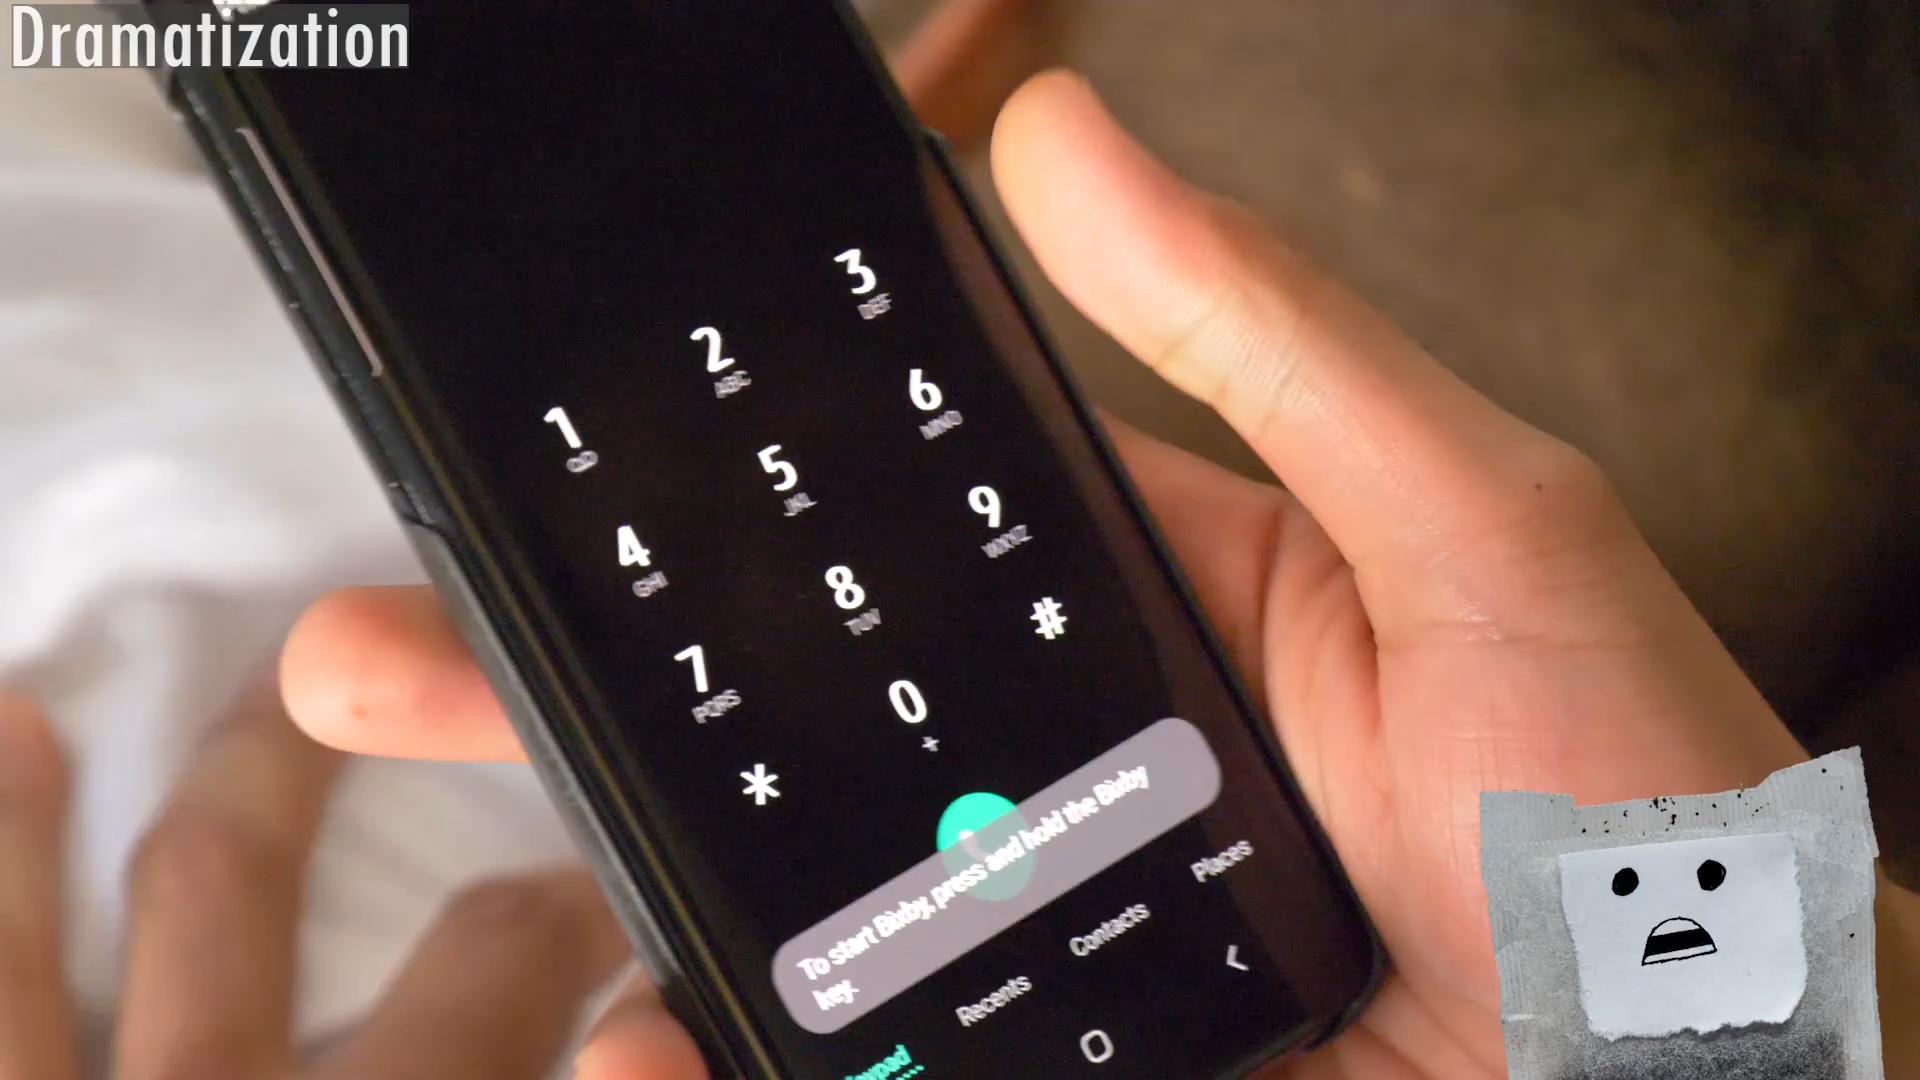 Dramatization
1
2
ABC
3
DEF
4
GHI
5
JKL
6
MNO
7
PQRS
8
TUV
9
WXYZ
*
0
+
#
To start Bixby, press and hold the Bixby
key.
Keypad
Recents
Contacts
Places